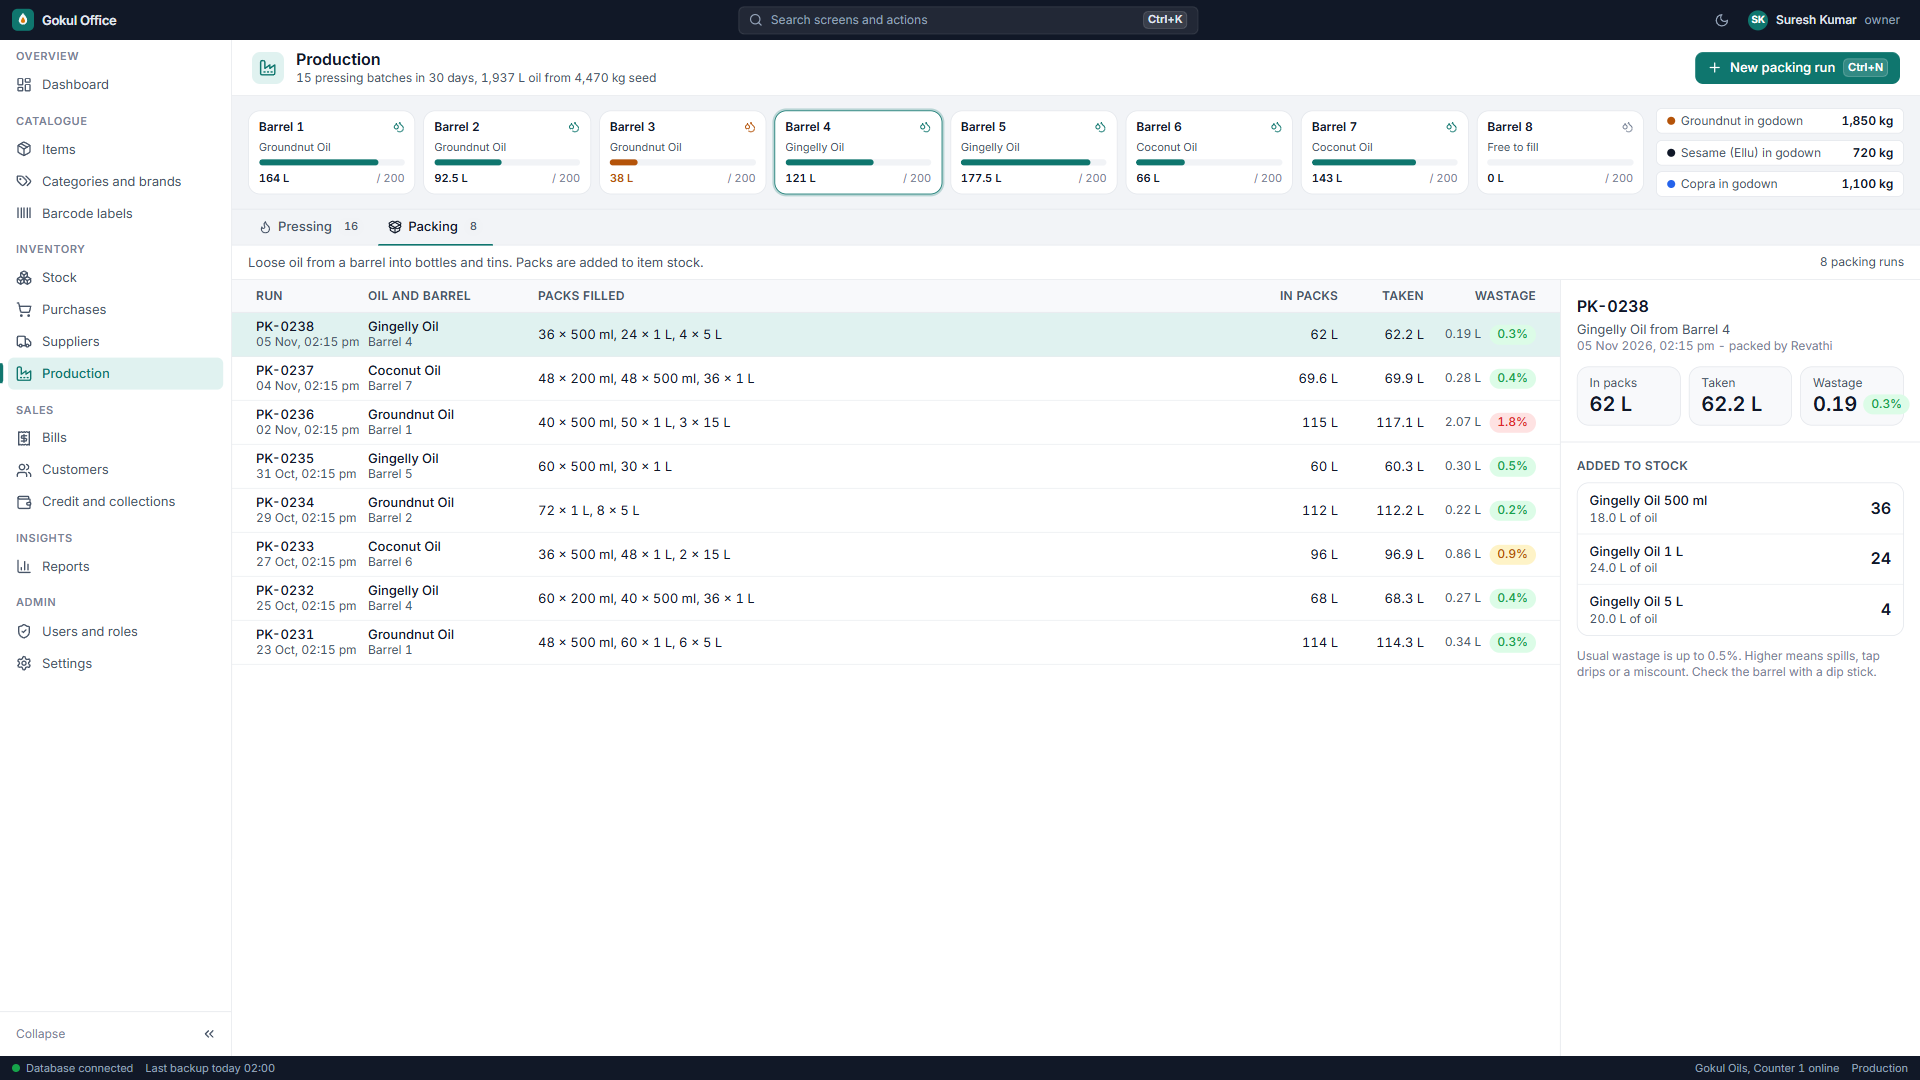 Gokul Office
Search screens and actions
Ctrl+K
SK
Suresh Kumar owner
OVERVIEW
Dashboard
CATALOGUE
Items
Categories and brands
Barcode labels
INVENTORY
Stock
Purchases
Suppliers
Production
SALES
Bills
Customers
Credit and collections
INSIGHTS
Reports
ADMIN
Users and roles
Settings
Collapse
Production
15 pressing batches in 30 days, 1,937 L oil from 4,470 kg seed
New packing run Ctrl+N
Barrel 1
Groundnut Oil
164 L / 200
Barrel 2
Groundnut Oil
92.5 L / 200
Barrel 3
Groundnut Oil
38 L / 200
Barrel 4
Gingelly Oil
121 L / 200
Barrel 5
Gingelly Oil
177.5 L / 200
Barrel 6
Coconut Oil
66 L / 200
Barrel 7
Coconut Oil
143 L / 200
Barrel 8
Free to fill
0 L / 200
Groundnut in godown 1,850 kg
Sesame (Ellu) in godown 720 kg
Copra in godown 1,100 kg
Pressing 16
Packing 8
Loose oil from a barrel into bottles and tins. Packs are added to item stock.
8 packing runs
RUN OIL AND BARREL PACKS FILLED IN PACKS TAKEN WASTAGE
PK-0238 Gingelly Oil 36 × 500 ml, 24 × 1 L, 4 × 5 L 62 L 62.2 L 0.19 L 0.3%
05 Nov, 02:15 pm Barrel 4
PK-0237 Coconut Oil 48 × 200 ml, 48 × 500 ml, 36 × 1 L 69.6 L 69.9 L 0.28 L 0.4%
04 Nov, 02:15 pm Barrel 7
PK-0236 Groundnut Oil 40 × 500 ml, 50 × 1 L, 3 × 15 L 115 L 117.1 L 2.07 L 1.8%
02 Nov, 02:15 pm Barrel 1
PK-0235 Gingelly Oil 60 × 500 ml, 30 × 1 L 60 L 60.3 L 0.30 L 0.5%
31 Oct, 02:15 pm Barrel 5
PK-0234 Groundnut Oil 72 × 1 L, 8 × 5 L 112 L 112.2 L 0.22 L 0.2%
29 Oct, 02:15 pm Barrel 2
PK-0233 Coconut Oil 36 × 500 ml, 48 × 1 L, 2 × 15 L 96 L 96.9 L 0.86 L 0.9%
27 Oct, 02:15 pm Barrel 6
PK-0232 Gingelly Oil 60 × 200 ml, 40 × 500 ml, 36 × 1 L 68 L 68.3 L 0.27 L 0.4%
25 Oct, 02:15 pm Barrel 4
PK-0231 Groundnut Oil 48 × 500 ml, 60 × 1 L, 6 × 5 L 114 L 114.3 L 0.34 L 0.3%
23 Oct, 02:15 pm Barrel 1
PK-0238
Gingelly Oil from Barrel 4
05 Nov 2026, 02:15 pm - packed by Revathi
In packs
62 L
Taken
62.2 L
Wastage
0.19 0.3%
ADDED TO STOCK
Gingelly Oil 500 ml 36
18.0 L of oil
Gingelly Oil 1 L 24
24.0 L of oil
Gingelly Oil 5 L 4
20.0 L of oil
Usual wastage is up to 0.5%. Higher means spills, tap
drips or a miscount. Check the barrel with a dip stick.
Database connected Last backup today 02:00
Gokul Oils, Counter 1 online Production